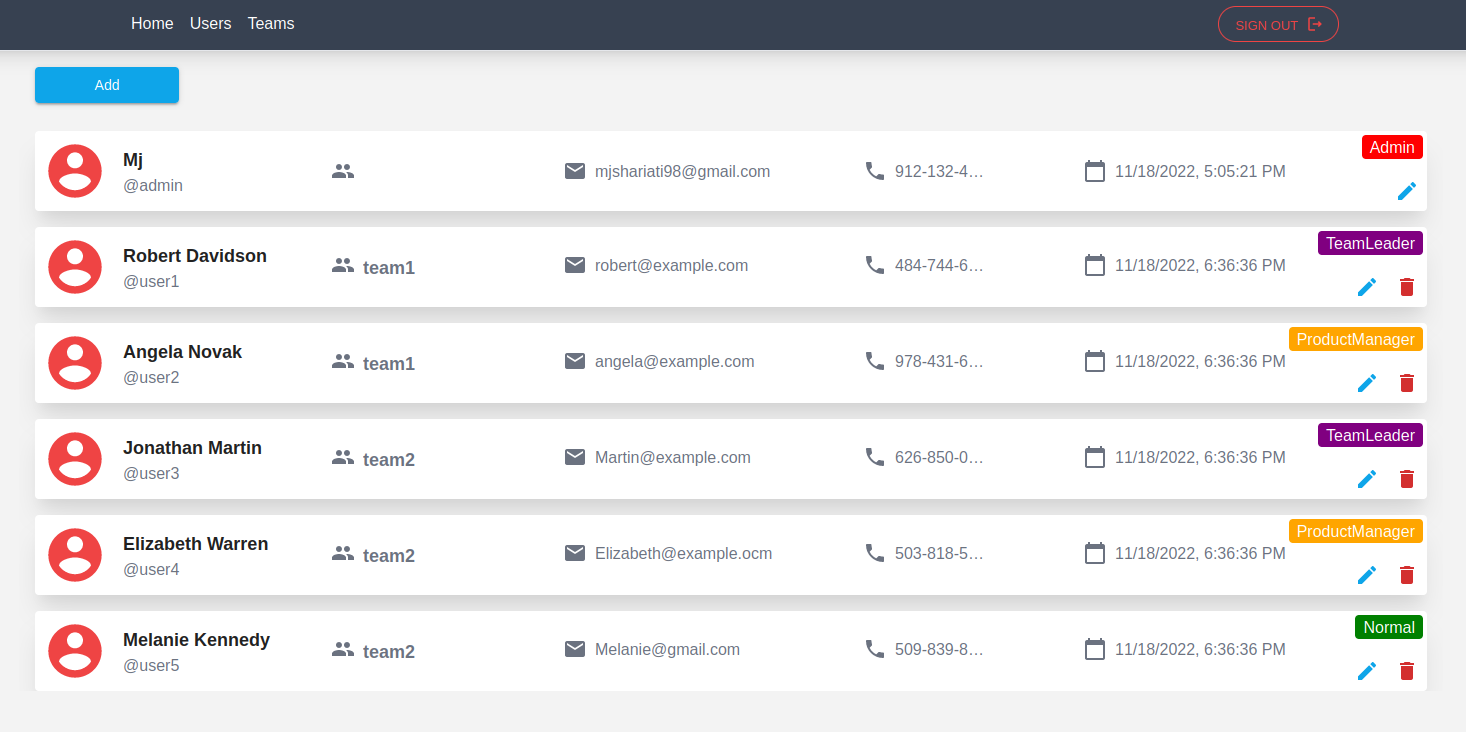 Home Users Teams SIGN OUT
Add
Admin
Mj
@admin
mjshariati98@gmail.com 912-132-4… 11/18/2022, 5:05:21 PM
TeamLeader
Robert Davidson
@user1
team1 robert@example.com 484-744-6… 11/18/2022, 6:36:36 PM
ProductManager
Angela Novak
@user2
team1 angela@example.com 978-431-6… 11/18/2022, 6:36:36 PM
TeamLeader
Jonathan Martin
@user3
team2 Martin@example.com 626-850-0… 11/18/2022, 6:36:36 PM
ProductManager
Elizabeth Warren
@user4
team2 Elizabeth@example.ocm 503-818-5… 11/18/2022, 6:36:36 PM
Normal
Melanie Kennedy
@user5
team2 Melanie@gmail.com 509-839-8… 11/18/2022, 6:36:36 PM